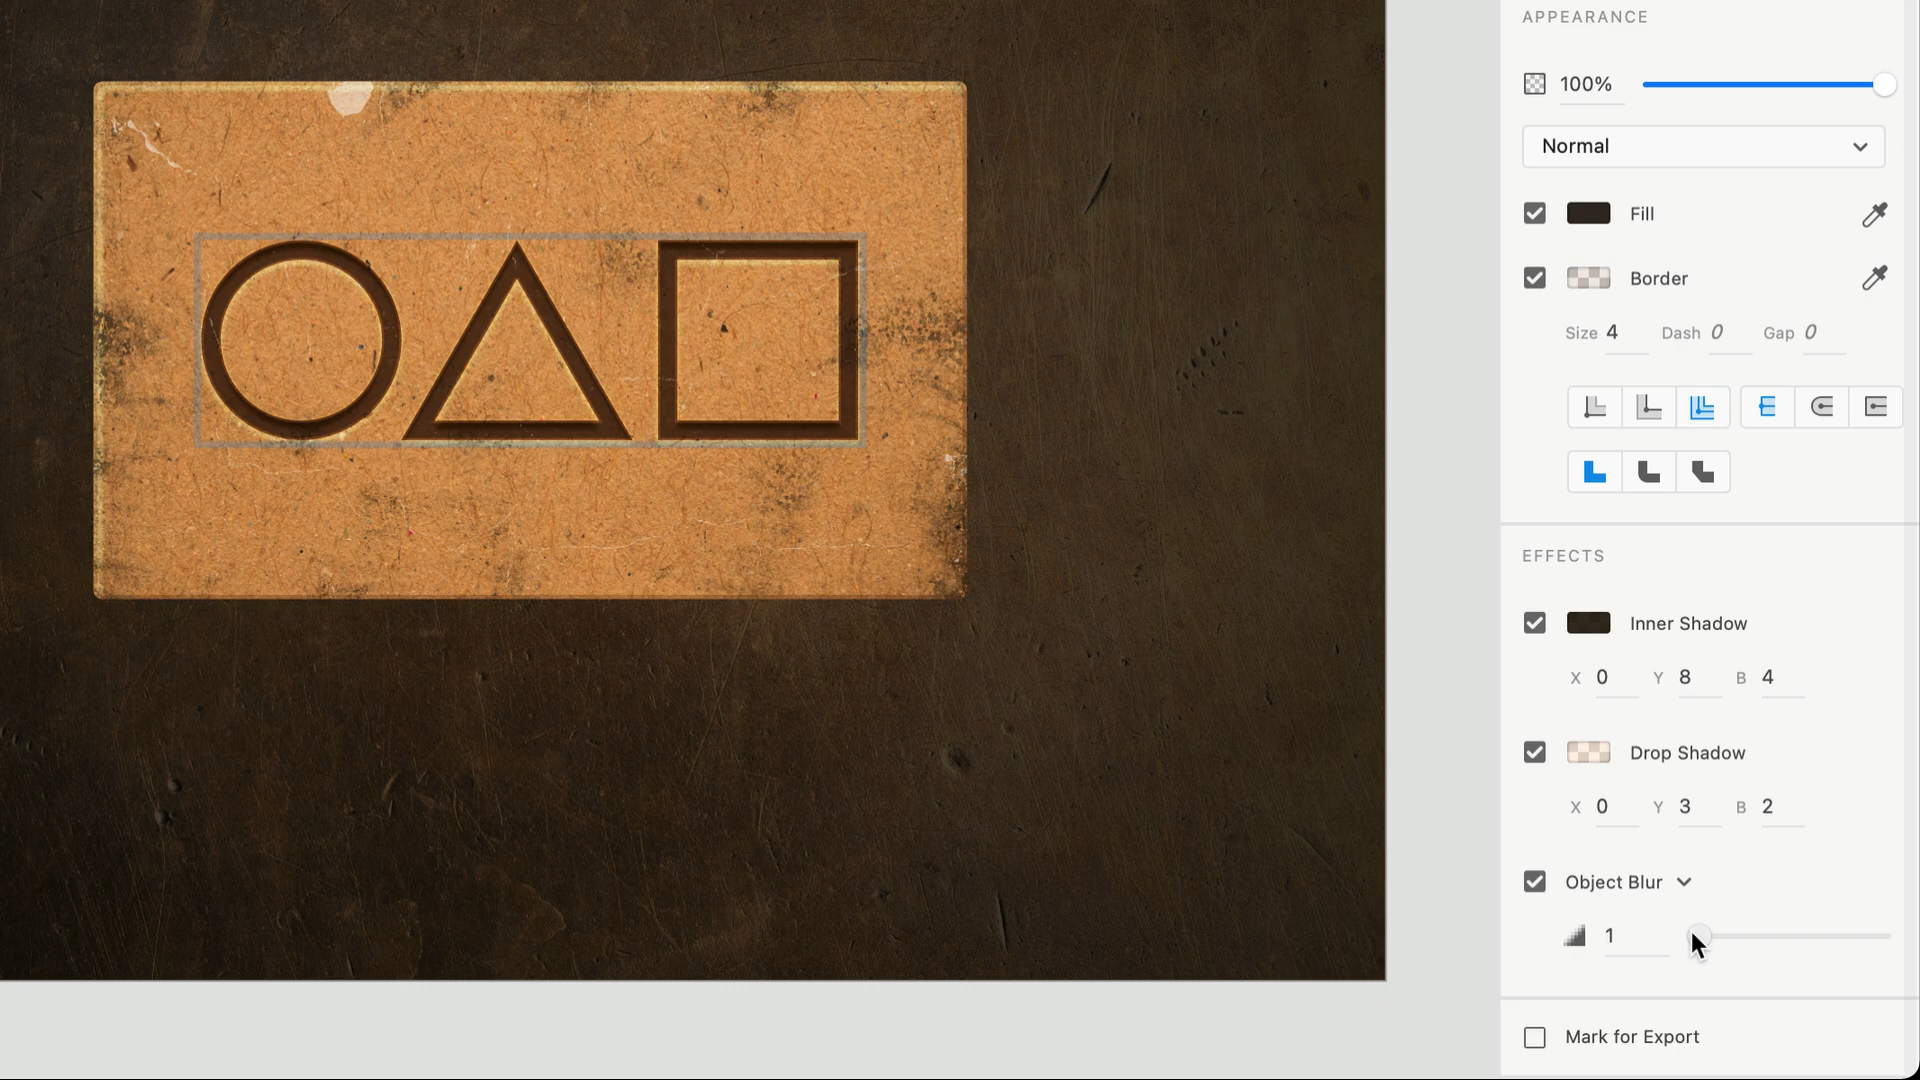 APPEARANCE
100%
Normal
Fill
Border
Size 4 Dash 0 Gap 0
EFFECTS
Inner Shadow
X 0 Y 8 B 4
Drop Shadow
X 0 Y 3 B 2
Object Blur
1
Mark for Export